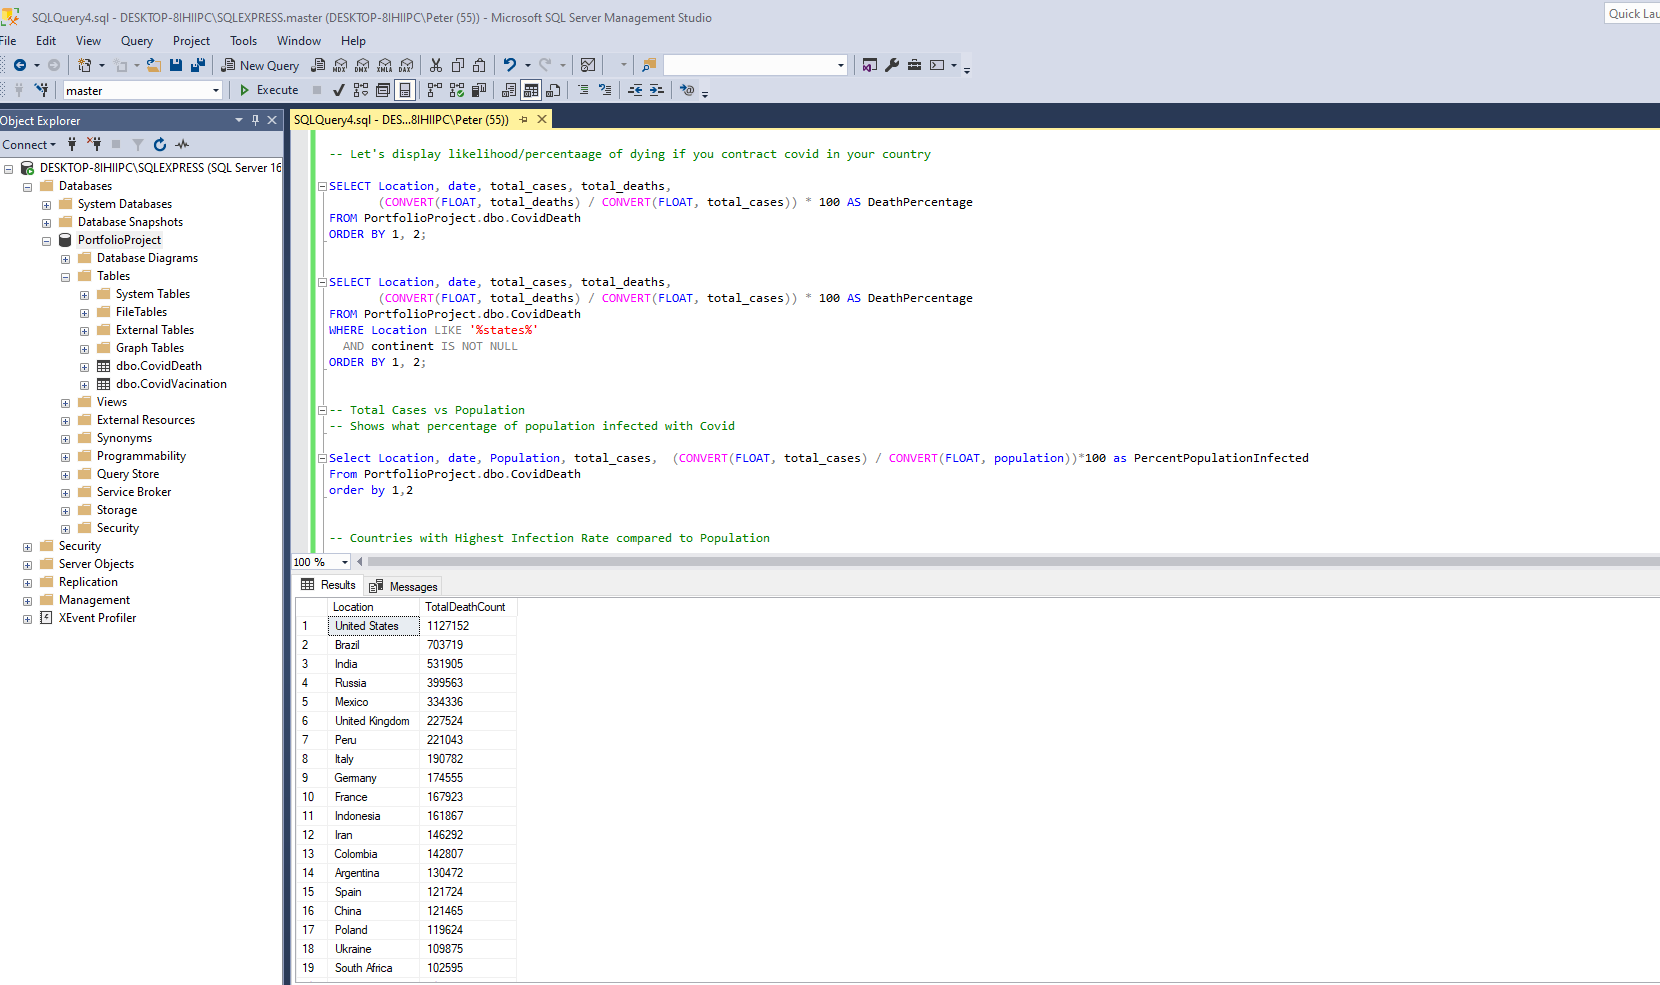 SQLQuery4.sql - DESKTOP-8IHIIPC\SQLEXPRESS.master (DESKTOP-8IHIIPC\Peter (55)) - Microsoft SQL Server Management Studio
Quick Lau
File Edit View Query Project Tools Window Help
New Query MDX DMX XMLA DAX
master Execute
Object Explorer
SQLQuery4.sql - DES...8IHIIPC\Peter (55))
Connect
DESKTOP-8IHIIPC\SQLEXPRESS (SQL Server 16
Databases
System Databases
Database Snapshots
PortfolioProject
Database Diagrams
Tables
System Tables
FileTables
External Tables
Graph Tables
dbo.CovidDeath
dbo.CovidVacination
Views
External Resources
Synonyms
Programmability
Query Store
Service Broker
Storage
Security
Security
Server Objects
Replication
Management
XEvent Profiler
-- Let's display likelihood/percentaage of dying if you contract covid in your country
SELECT Location, date, total_cases, total_deaths,
(CONVERT(FLOAT, total_deaths) / CONVERT(FLOAT, total_cases)) * 100 AS DeathPercentage
FROM PortfolioProject.dbo.CovidDeath
ORDER BY 1, 2;
SELECT Location, date, total_cases, total_deaths,
(CONVERT(FLOAT, total_deaths) / CONVERT(FLOAT, total_cases)) * 100 AS DeathPercentage
FROM PortfolioProject.dbo.CovidDeath
WHERE Location LIKE '%states%'
AND continent IS NOT NULL
ORDER BY 1, 2;
-- Total Cases vs Population
-- Shows what percentage of population infected with Covid
Select Location, date, Population, total_cases, (CONVERT(FLOAT, total_cases) / CONVERT(FLOAT, population))*100 as PercentPopulationInfected
From PortfolioProject.dbo.CovidDeath
order by 1,2
-- Countries with Highest Infection Rate compared to Population
100 %
Results Messages
Location TotalDeathCount
1 United States 1127152
2 Brazil 703719
3 India 531905
4 Russia 399563
5 Mexico 334336
6 United Kingdom 227524
7 Peru 221043
8 Italy 190782
9 Germany 174555
10 France 167923
11 Indonesia 161867
12 Iran 146292
13 Colombia 142807
14 Argentina 130472
15 Spain 121724
16 China 121465
17 Poland 119624
18 Ukraine 109875
19 South Africa 102595